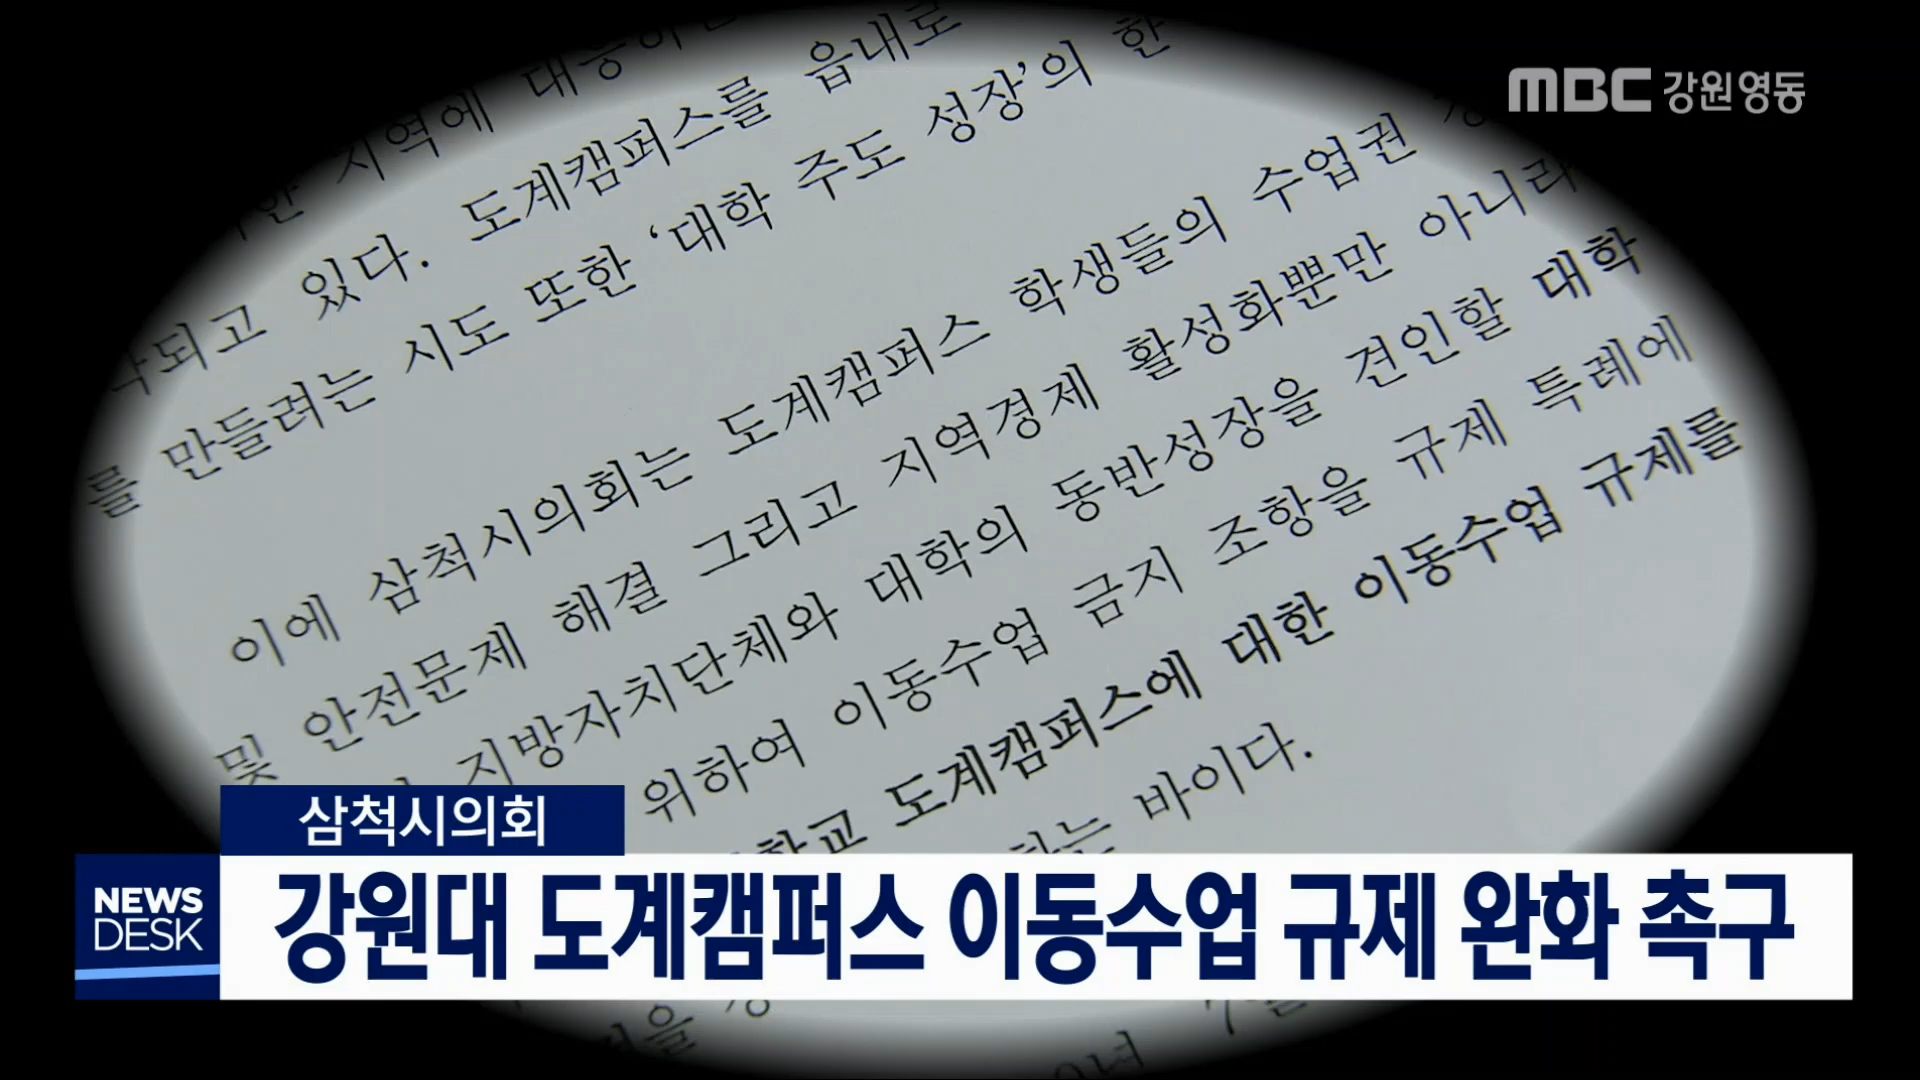 MBC 강원영동
지역에 대응하는
되고 있다. 도계캠퍼스를 읍내로
를 만들려는 시도 또한 ‘대학 주도 성장’의 한
이에 삼척시의회는 도계캠퍼스 학생들의 수업권
및 안전문제 해결 그리고 지역경제 활성화뿐만 아니라
지방자치단체와 대학의 동반성장을 견인할 대학
위하여 이동수업 금지 조항을 규제 특례에
도계캠퍼스에 대한 이동수업 규제를
바이다.
삼척시의회
NEWS
DESK
강원대 도계캠퍼스 이동수업 규제 완화 촉구